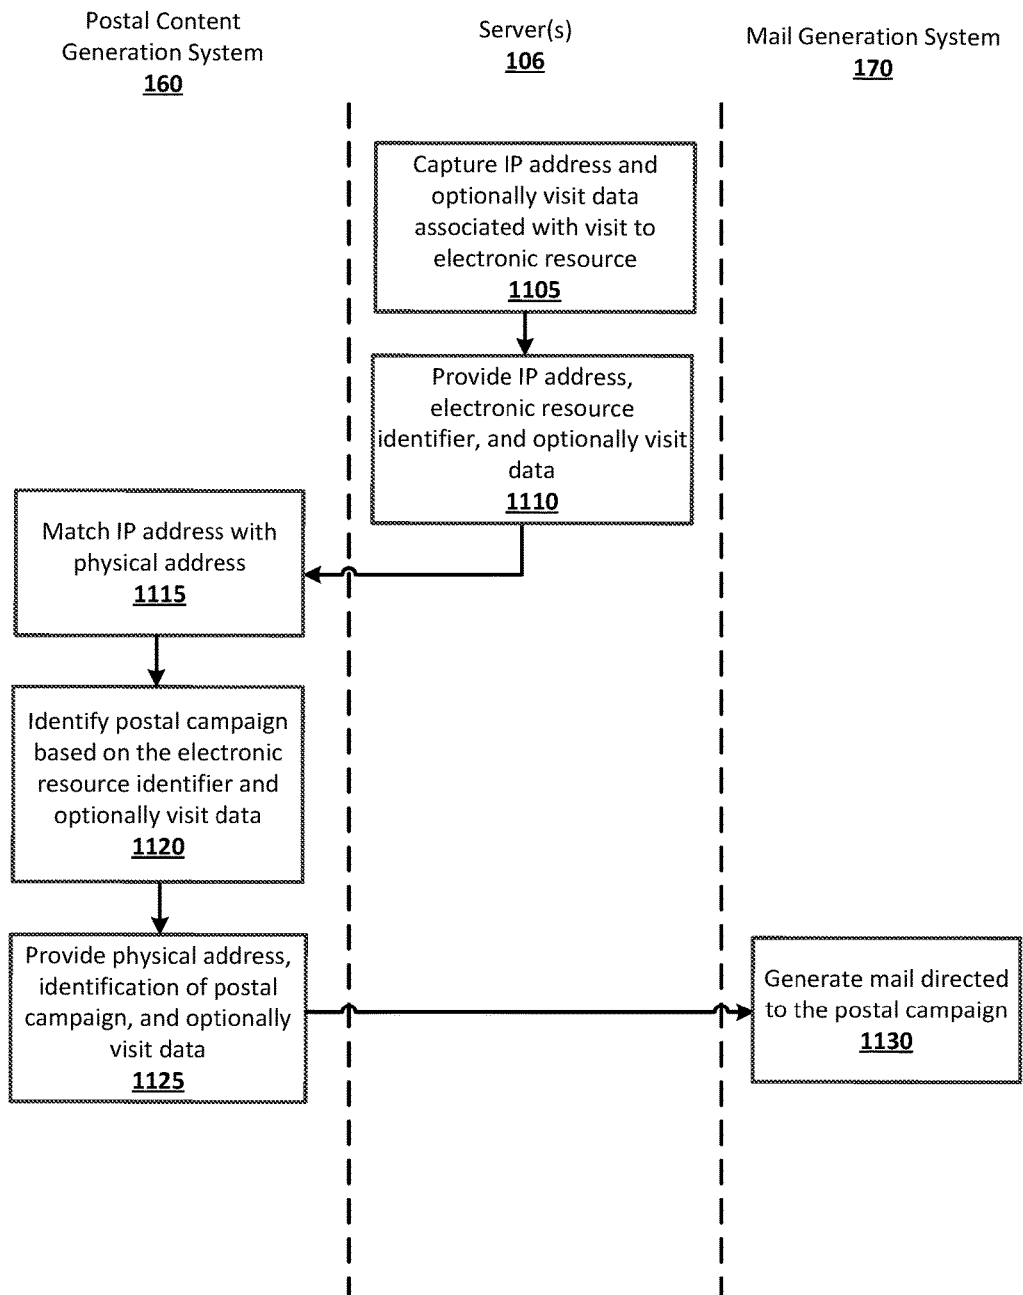 Postal Content
Generation System
160
Server(s)
106
Mail Generation System
170
Capture IP address and
optionally visit data
associated with visit to
electronic resource
1105
Provide IP address,
electronic resource
identifier, and optionally visit
data
1110
Match IP address with
physical address
1115
Identify postal campaign
based on the electronic
resource identifier and
optionally visit data
1120
Provide physical address,
identification of postal
campaign, and optionally
visit data
1125
Generate mail directed
to the postal campaign
1130